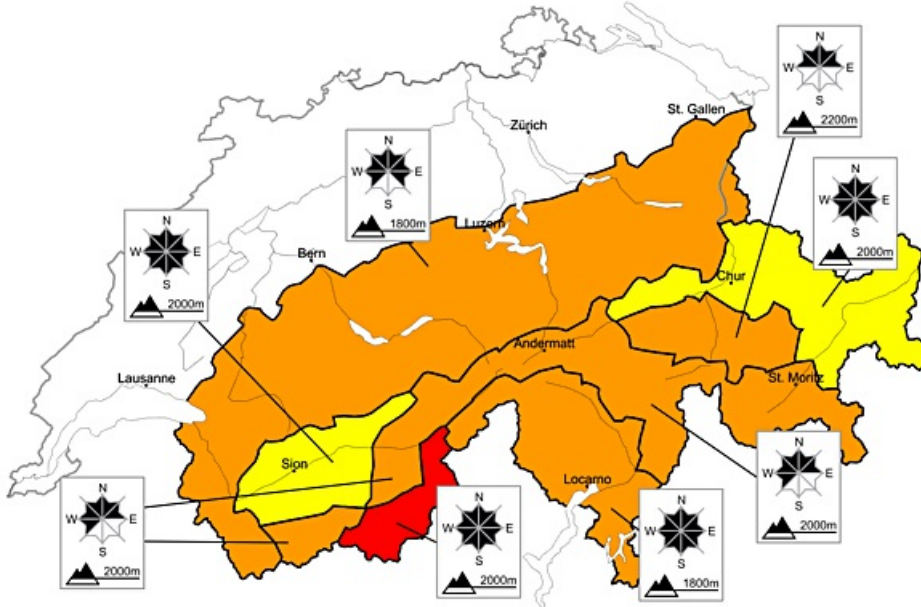 N
W E
S
2200m
St. Gallen
Zürich
N
W E
S
1800m
Luzern
N
W E
S
2000m
N
W E
S
2000m
Bern
Chur
Andermatt
Lausanne
St. Moritz
Sion
Locarno
N
W E
S
2000m
N
W E
S
2000m
N
W E
S
2000m
N
W E
S
1800m